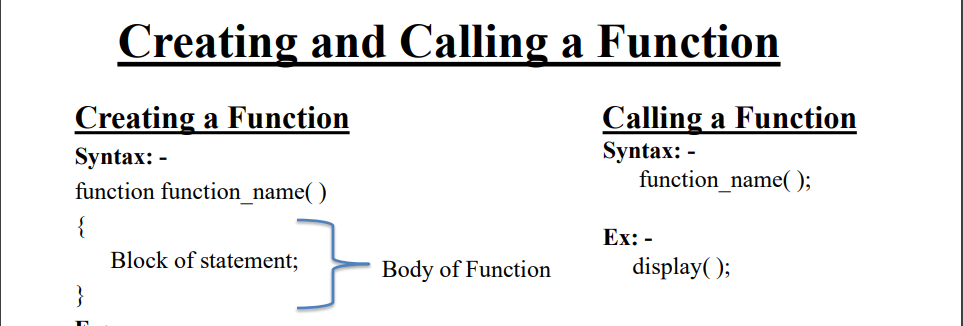 Creating and Calling a Function
Creating a Function
Syntax: -
function function_name( )
{
Block of statement;
}
Body of Function
Calling a Function
Syntax: -
function_name( );
Ex: -
display( );